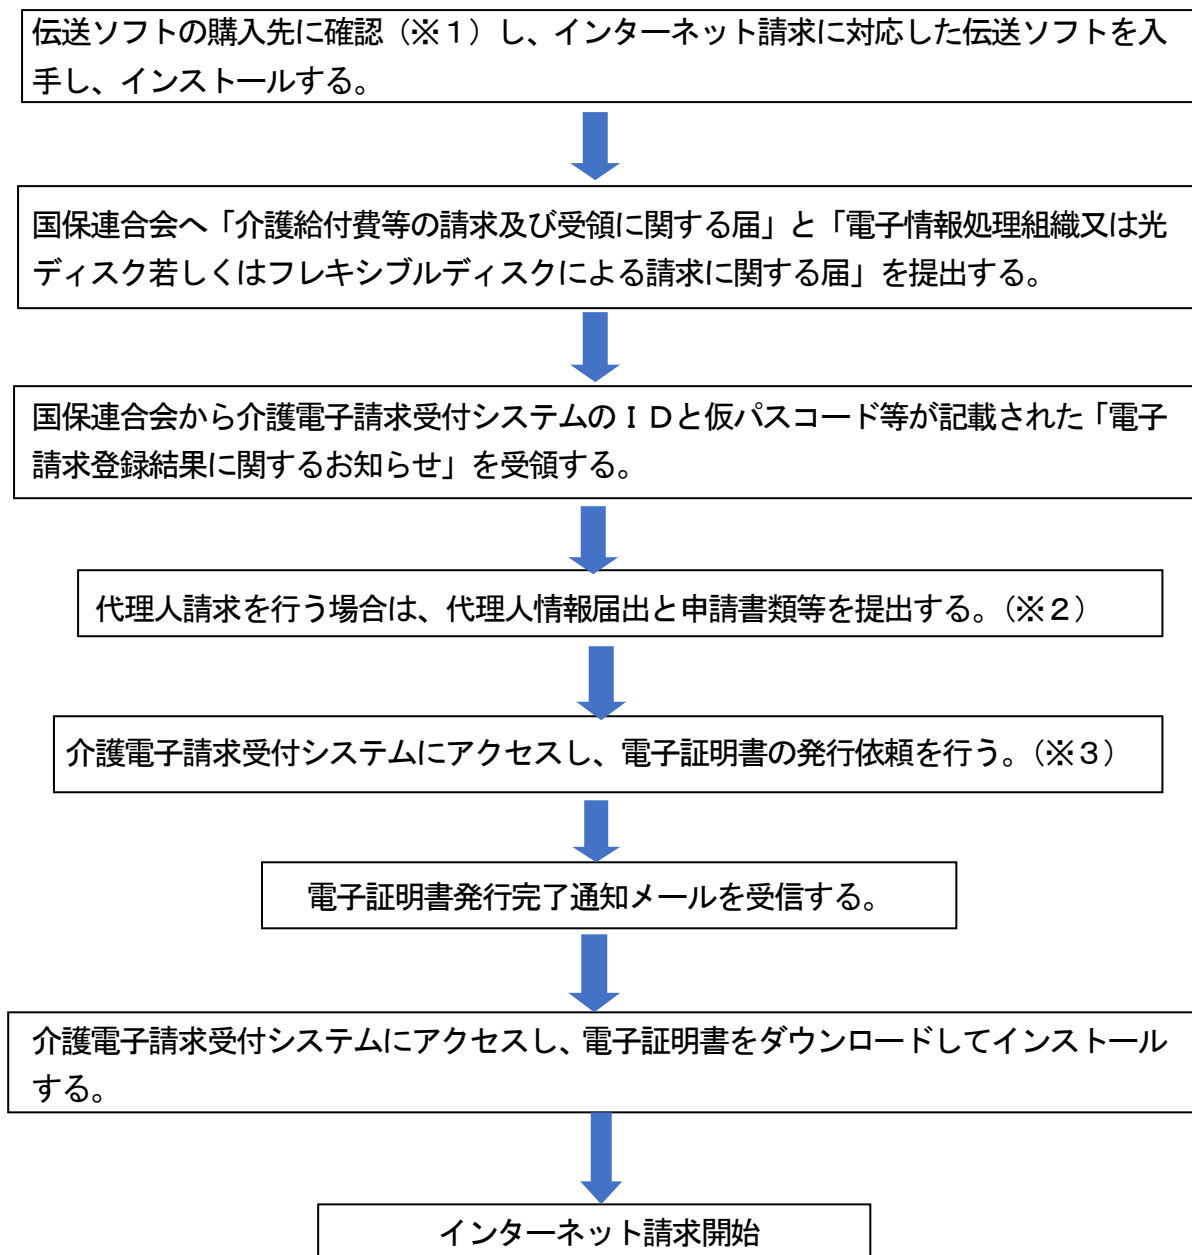 伝送ソフトの購入先に確認（※１）し、インターネット請求に対応した伝送ソフトを入
手し、インストールする。
国保連合会へ「介護給付費等の請求及び受領に関する届」と「電子情報処理組織又は光
ディスク若しくはフレキシブルディスクによる請求に関する届」を提出する。
国保連合会から介護電子請求受付システムのＩＤと仮パスコード等が記載された「電子
請求登録結果に関するお知らせ」を受領する。
代理人請求を行う場合は、代理人情報届出と申請書類等を提出する。（※２）
介護電子請求受付システムにアクセスし、電子証明書の発行依頼を行う。（※３）
電子証明書発行完了通知メールを受信する。
介護電子請求受付システムにアクセスし、電子証明書をダウンロードしてインストール
する。
インターネット請求開始